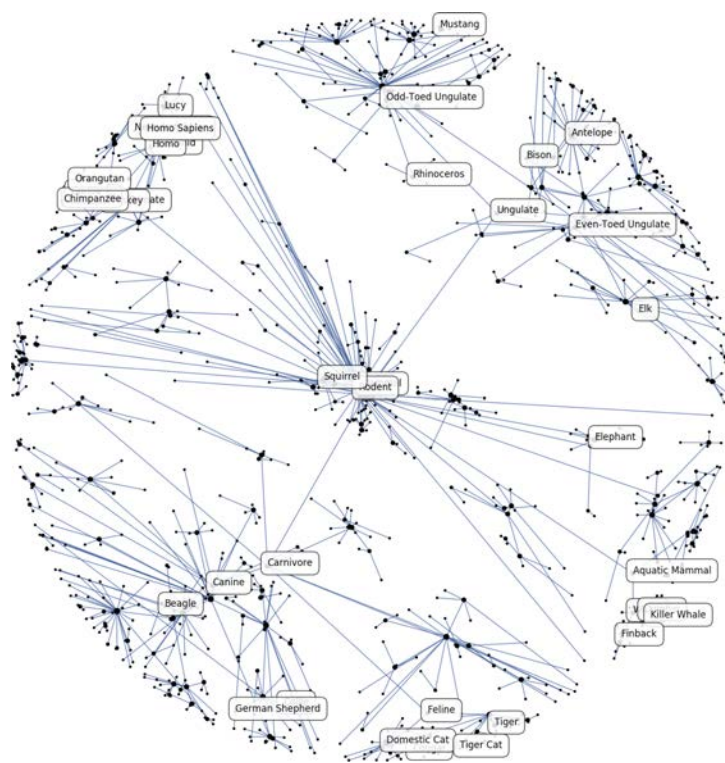 Mustang
Odd-Toed Ungulate
Lucy
Homo Sapiens
Homo
Antelope
Bison
Rhinoceros
Orangutan
Chimpanzee
Ungulate
Even-Toed Ungulate
Elk
Squirrel
Rodent
Elephant
Carnivore
Aquatic Mammal
Canine
Beagle
Killer Whale
Finback
German Shepherd
Feline
Tiger
Domestic Cat
Tiger Cat